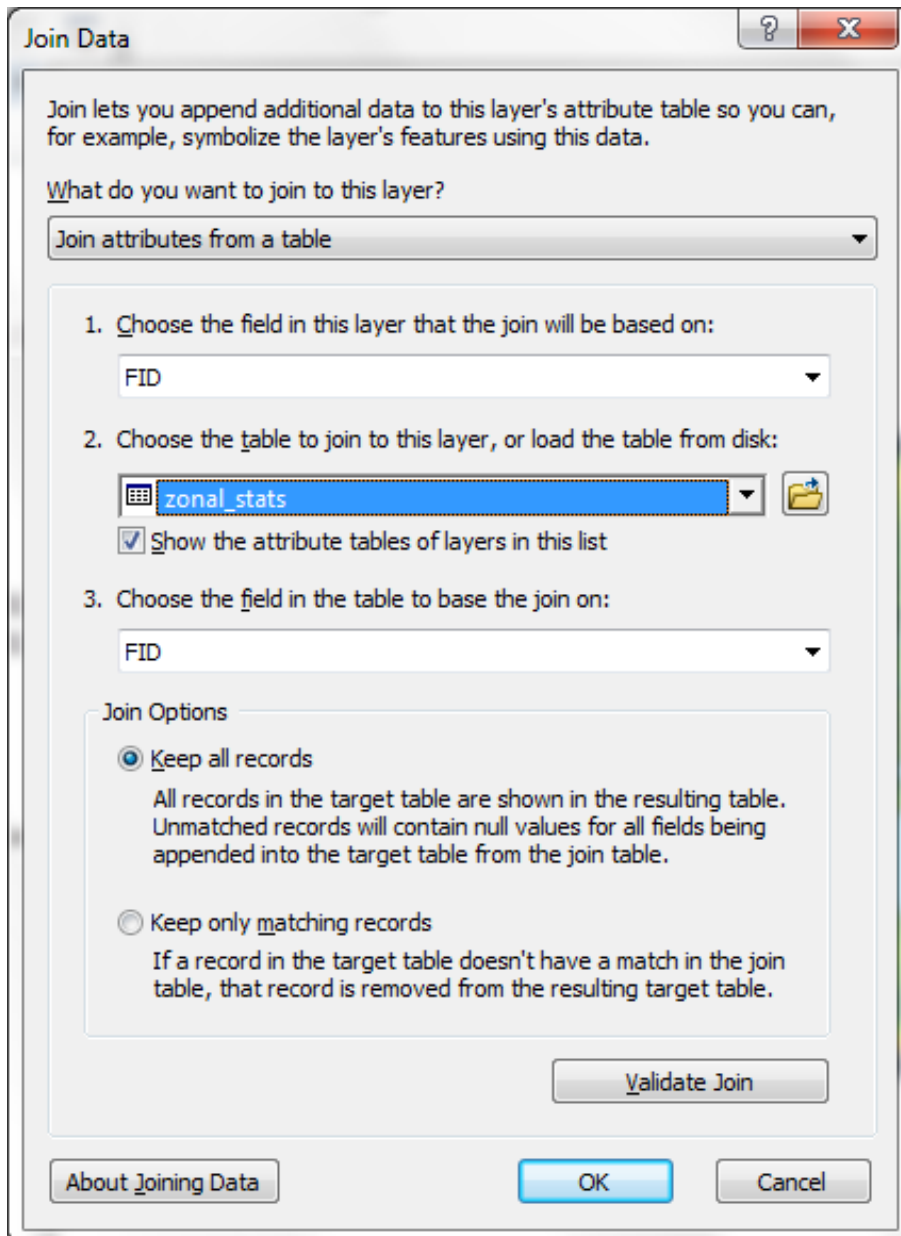 Join Data
Join lets you append additional data to this layer's attribute table so you can,
for example, symbolize the layer's features using this data.
What do you want to join to this layer?
Join attributes from a table
1. Choose the field in this layer that the join will be based on:
FID
2. Choose the table to join to this layer, or load the table from disk:
zonal_stats
Show the attribute tables of layers in this list
3. Choose the field in the table to base the join on:
FID
Join Options
Keep all records
All records in the target table are shown in the resulting table.
Unmatched records will contain null values for all fields being
appended into the target table from the join table.
Keep only matching records
If a record in the target table doesn't have a match in the join
table, that record is removed from the resulting target table.
Validate Join
About Joining Data
OK
Cancel